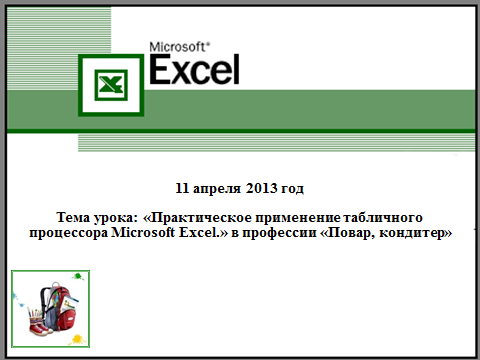 Microsoft®
Excel
11 апреля 2013 год
Тема урока: «Практическое применение табличного
процессора Microsoft Excel.» в профессии «Повар, кондитер»